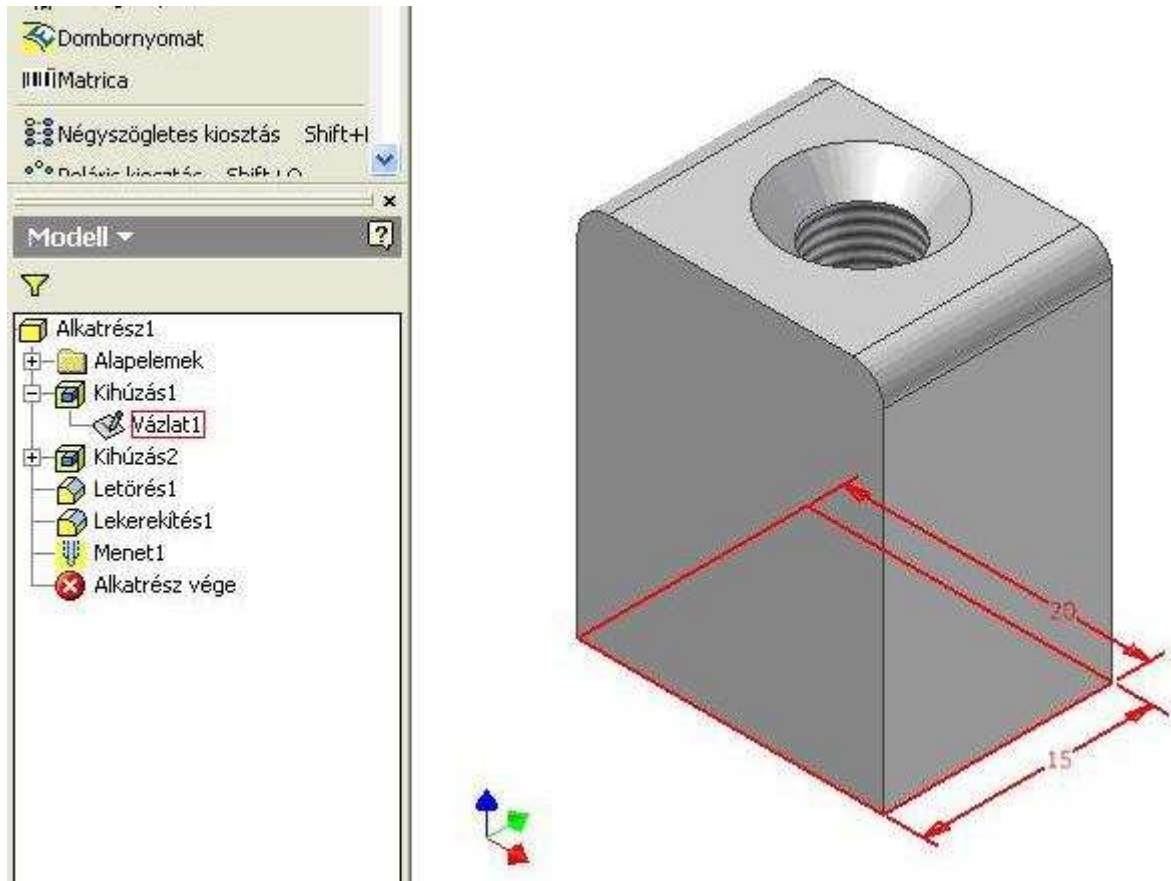 Dombornyomat
Matrica
Négyszögletes kiosztás Shift+
Modell
Alkatrész1
Alapelemek
Kihúzás1
Vázlat1
Kihúzás2
Letörés1
Lekerekítés1
Menet1
Alkatrész vége
20
15